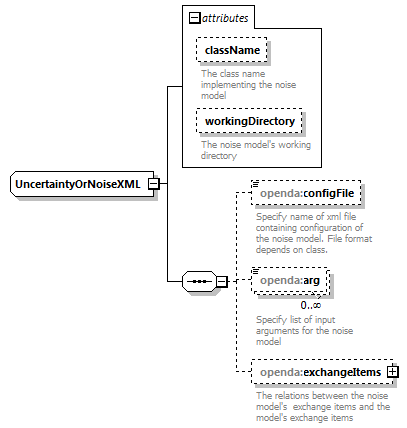 attributes
className
The class name
implementing the noise
model
workingDirectory
The noise model's working
directory
UncertaintyOrNoiseXML
openda:configFile
Specify name of xml file
containing configuration of
the noise model. File format
depends on class.
openda:arg
0..∞
Specify list of input
arguments for the noise
model
openda:exchangeItems
The relations between the noise
model's exchange items and the
model's exchange items